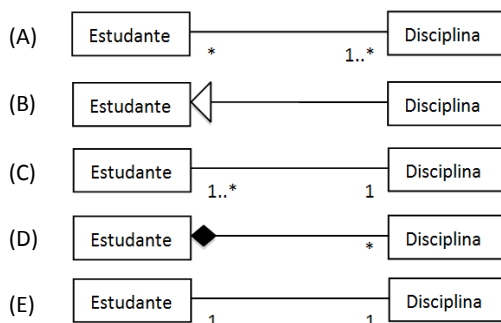 (A) Estudante Disciplina
* 1..*
(B) Estudante Disciplina
(C) Estudante Disciplina
1..* 1
(D) Estudante Disciplina
*
(E) Estudante Disciplina
1 1